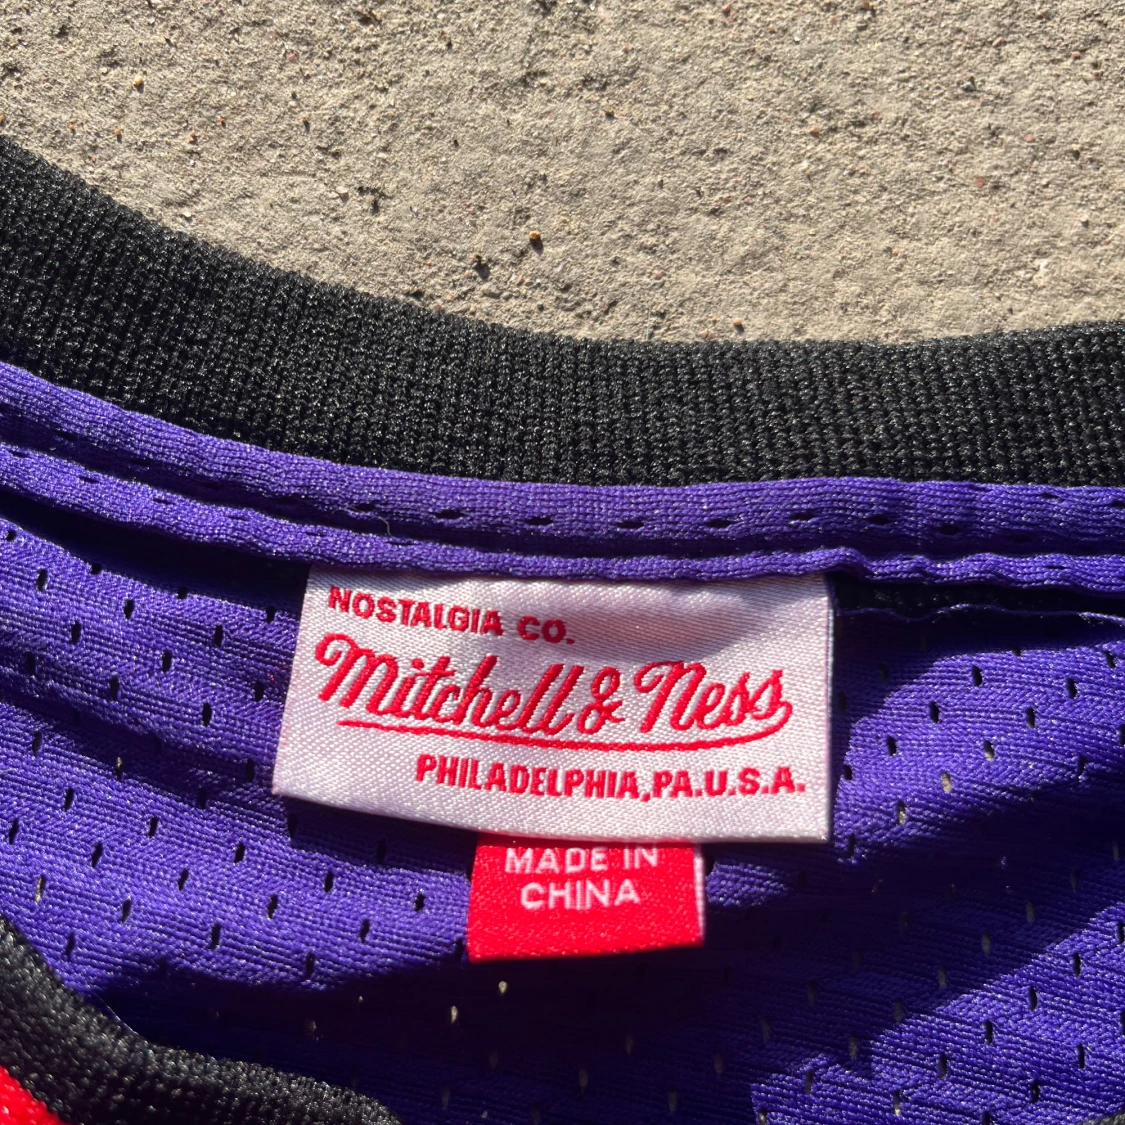 NOSTALGIA CO.
Mitchell & Ness
PHILADELPHIA, PA. U.S.A.
MADE IN
CHINA